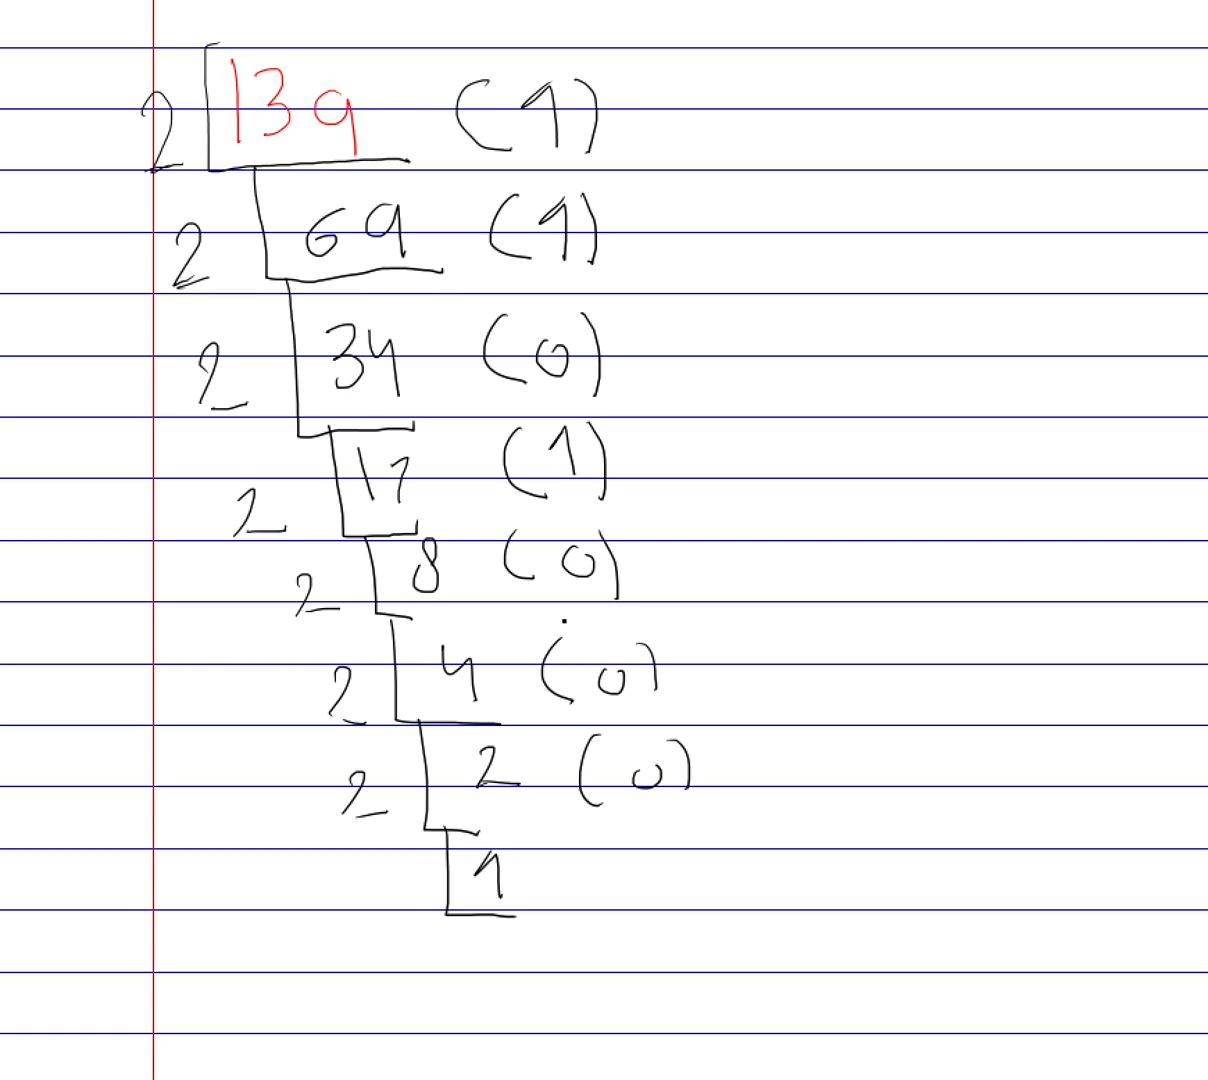 2 139 (1)
2 69 (1)
2 34 (0)
2 17 (1)
2 8 (0)
2 4 (0)
2 2 (0)
1